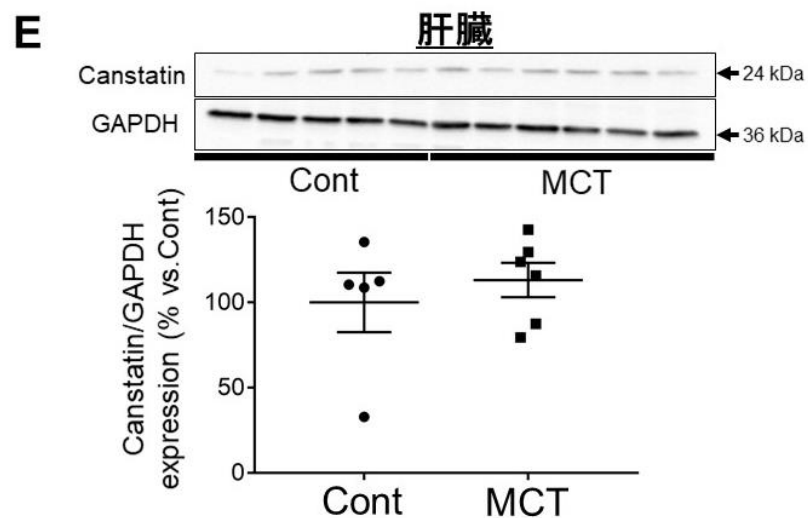 E
肝臓
Canstatin
24 kDa
GAPDH
36 kDa
Cont
MCT
Canstatin/GAPDH
expression (% vs.Cont)
150
100
50
0
Cont
MCT